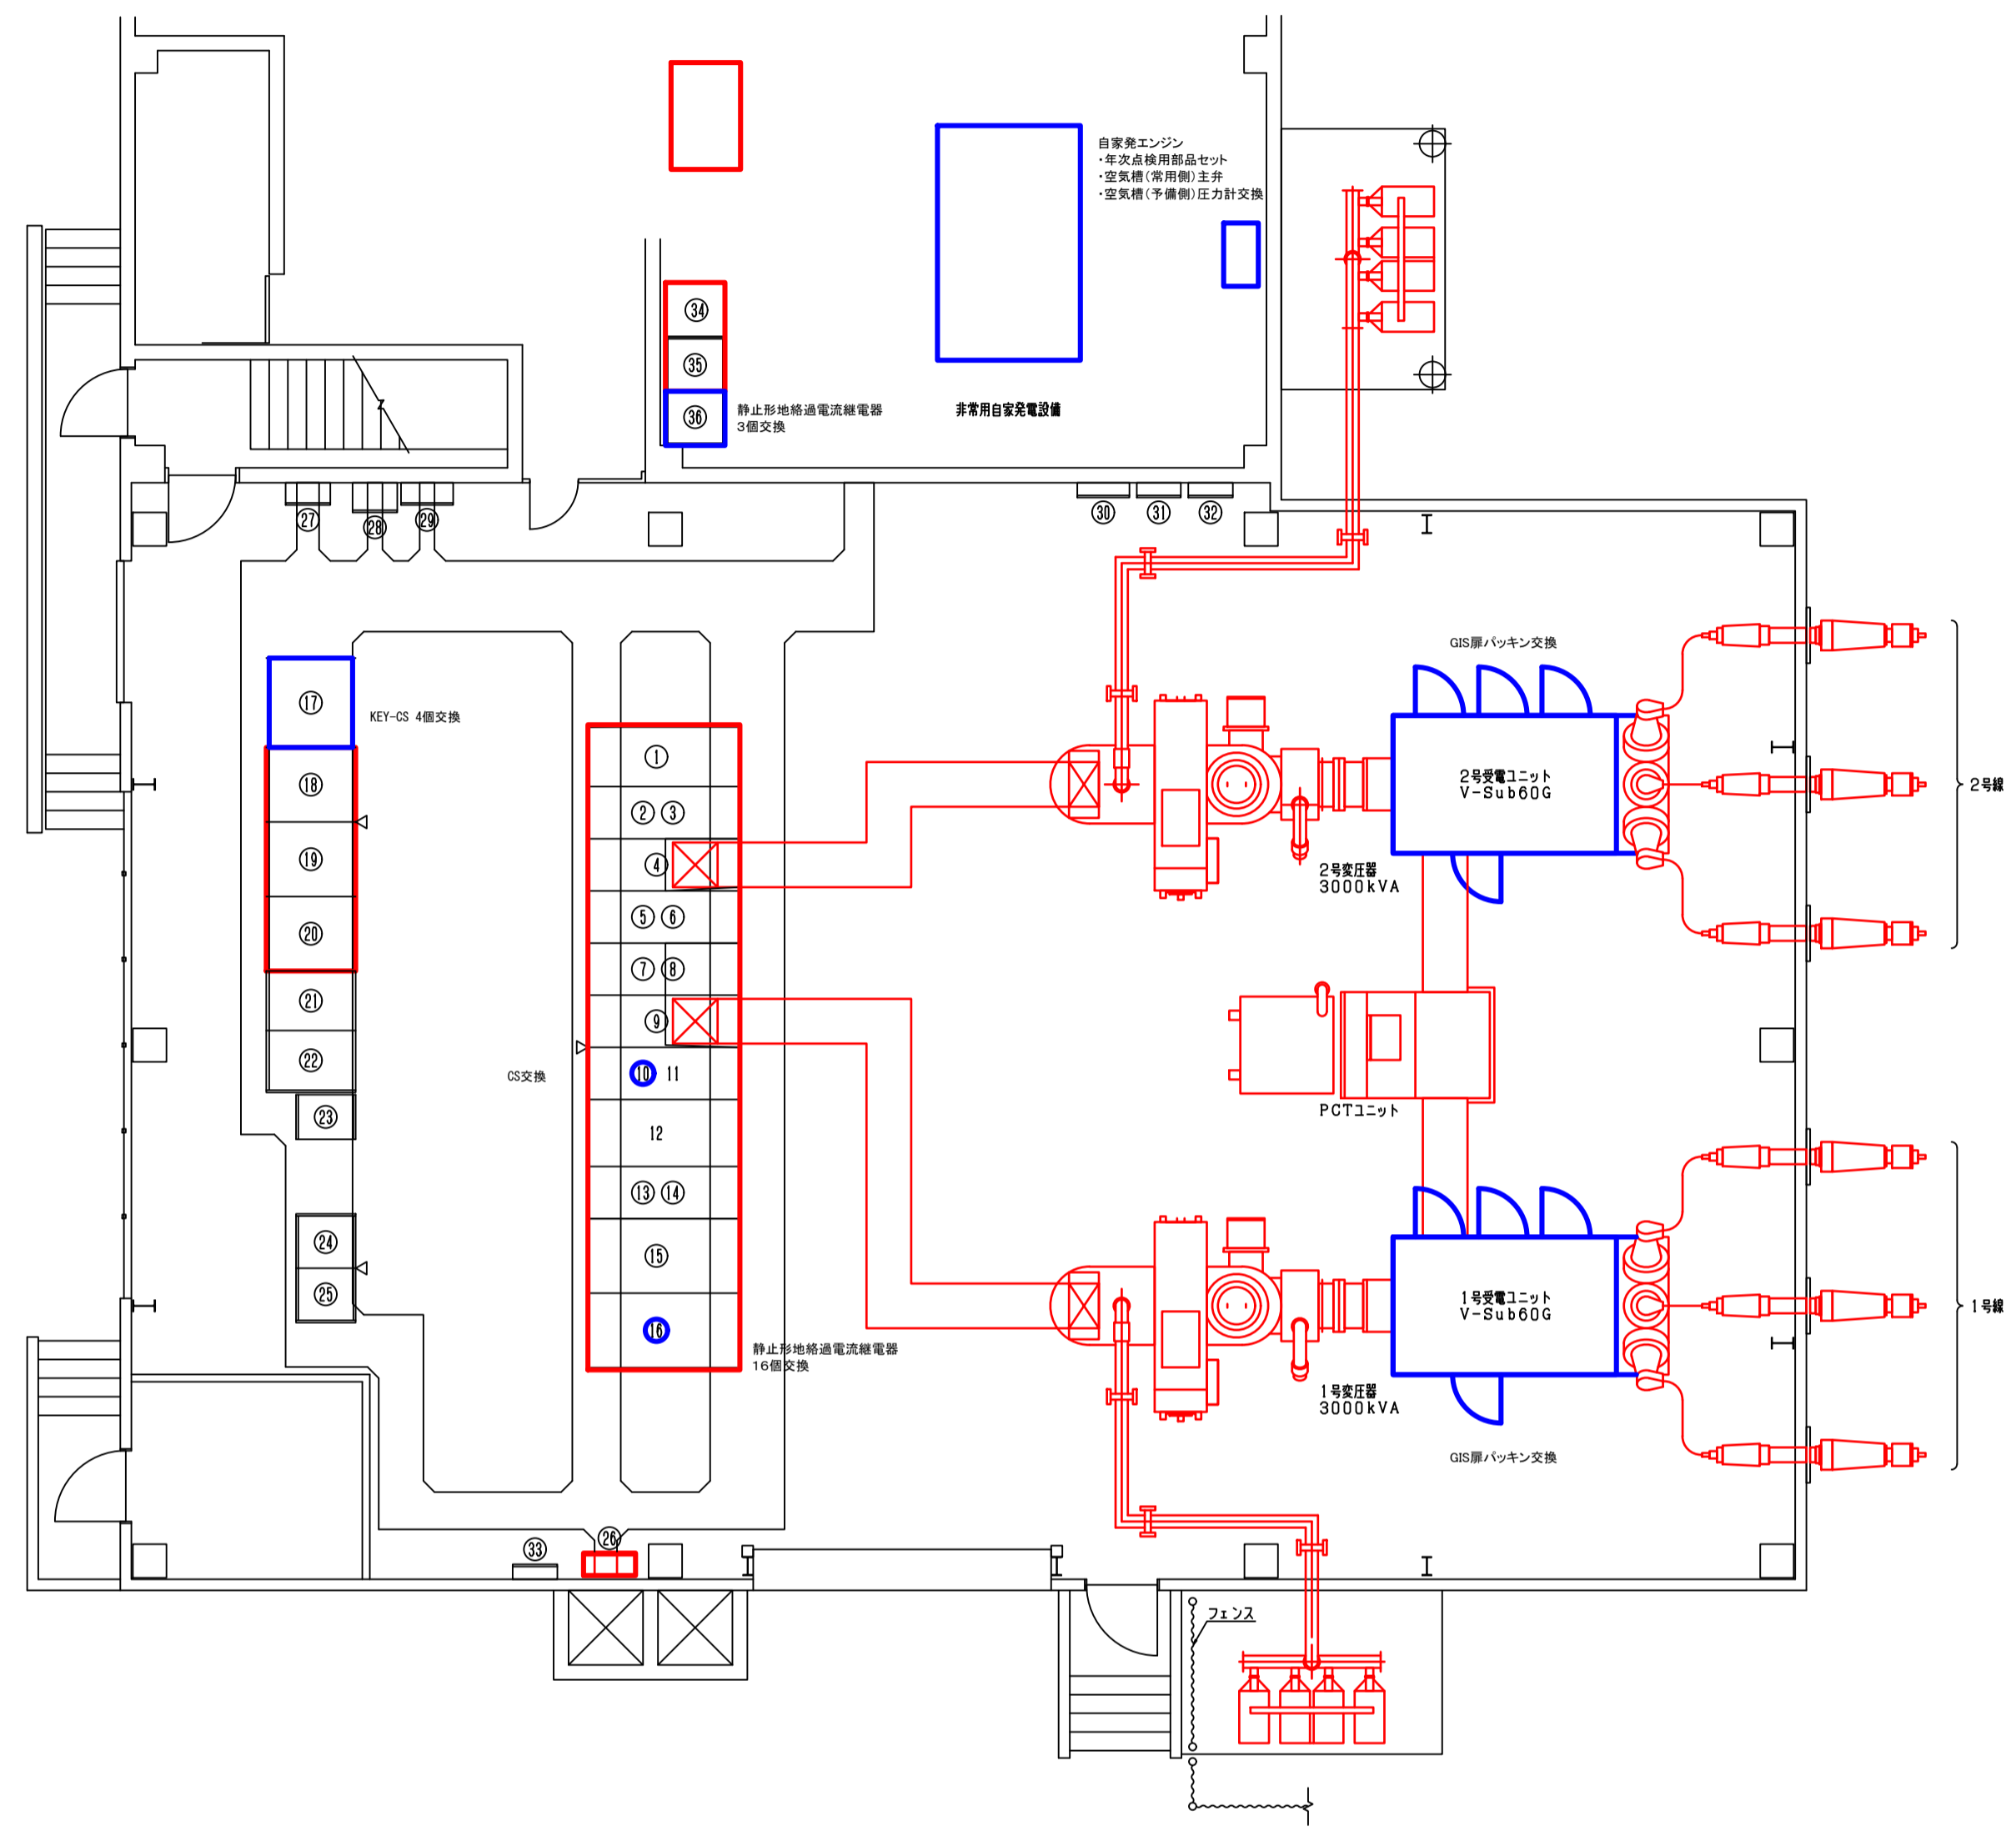 自家発エンジン
・年次点検用部品セット
・空気槽(常用側)主弁
・空気槽(予備側)圧力計交換
㉞
㉟
㊱
静止形地絡過電流継電器
3個交換
非常用自家発電設備
㉗
㉘
㉙
㉚
㉛
㉜
GIS扉パッキン交換
⑰
KEY-CS 4個交換
⑱
⑲
⑳
㉑
㉒
㉓
㉔
㉕
①
② ③
④
⑤ ⑥
⑦ ⑧
⑨
⑩ 11
12
⑬ ⑭
⑮
⑯
CS交換
静止形地絡過電流継電器
16個交換
2号受電ユニット
V-Sub60G
2号線
2号変圧器
3000kVA
PCTユニット
1号受電ユニット
V-Sub60G
1号線
1号変圧器
3000kVA
GIS扉パッキン交換
㉝
㉖
フェンス